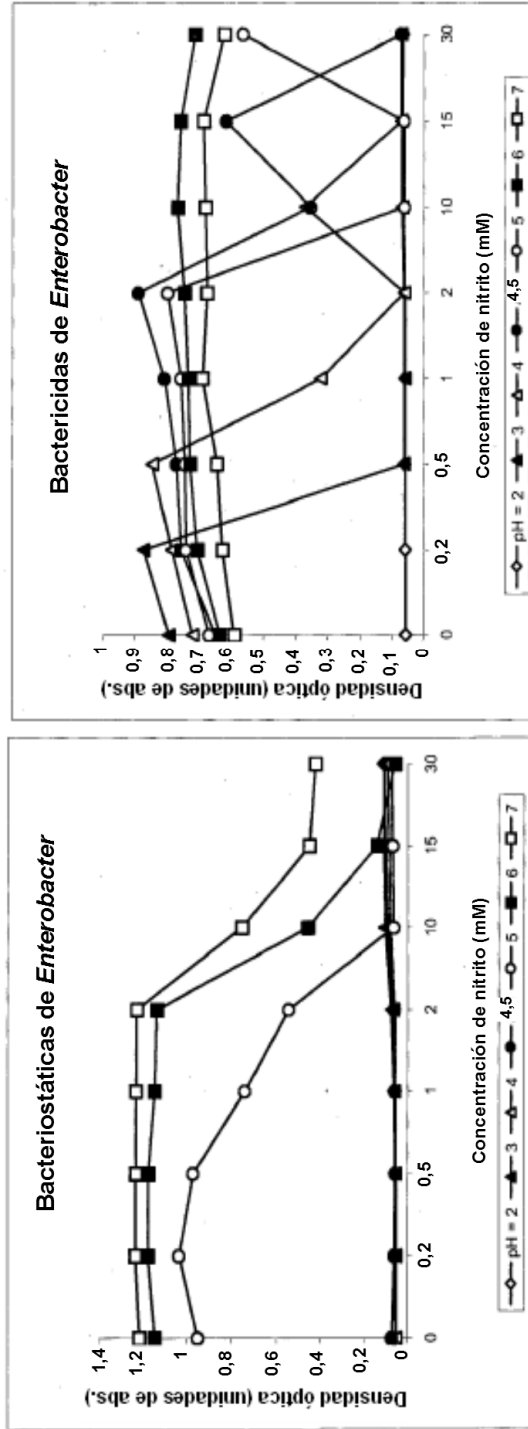 Bacteriostáticas de Enterobacter
Densidad óptica (unidades de abs.)
1,4
1,2
1
0,8
0,6
0,4
0,2
0
0 0,2 0,5 1 2 10 15 30
Concentración de nitrito (mM)
pH = 2 3 4 4,5 5 6 7
Bactericidas de Enterobacter
Densidad óptica (unidades de abs.)
1
0,9
0,8
0,7
0,6
0,5
0,4
0,3
0,2
0,1
0
0 0,2 0,5 1 2 10 15 30
Concentración de nitrito (mM)
pH = 2 3 4 4,5 5 6 7